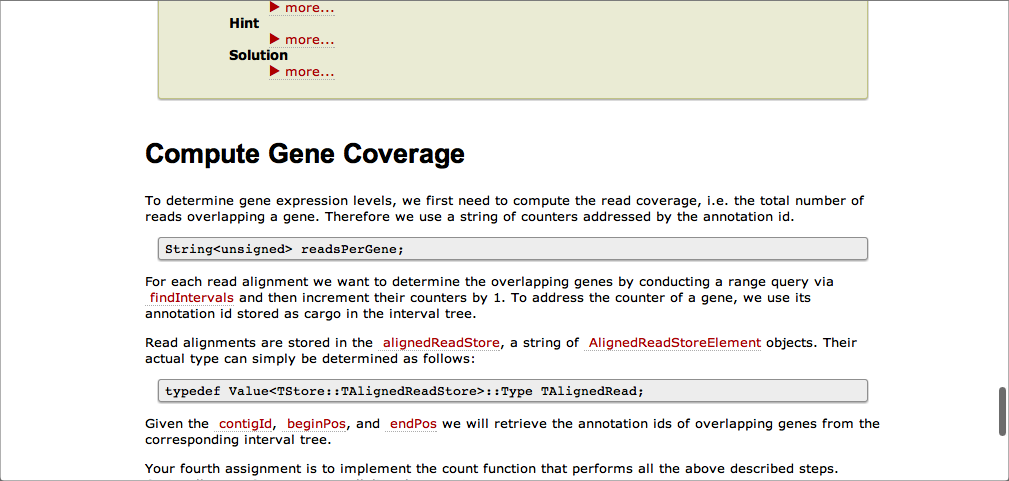 ▶ more...
Hint
▶ more...
Solution
▶ more...
Compute Gene Coverage
To determine gene expression levels, we first need to compute the read coverage, i.e. the total number of
reads overlapping a gene. Therefore we use a string of counters addressed by the annotation id.
String<unsigned> readsPerGene;
For each read alignment we want to determine the overlapping genes by conducting a range query via
findIntervals and then increment their counters by 1. To address the counter of a gene, we use its
annotation id stored as cargo in the interval tree.
Read alignments are stored in the alignedReadStore, a string of AlignedReadStoreElement objects. Their
actual type can simply be determined as follows:
typedef Value<TStore::TAlignedReadStore>::Type TAlignedRead;
Given the contigId, beginPos, and endPos we will retrieve the annotation ids of overlapping genes from the
corresponding interval tree.
Your fourth assignment is to implement the count function that performs all the above described steps.